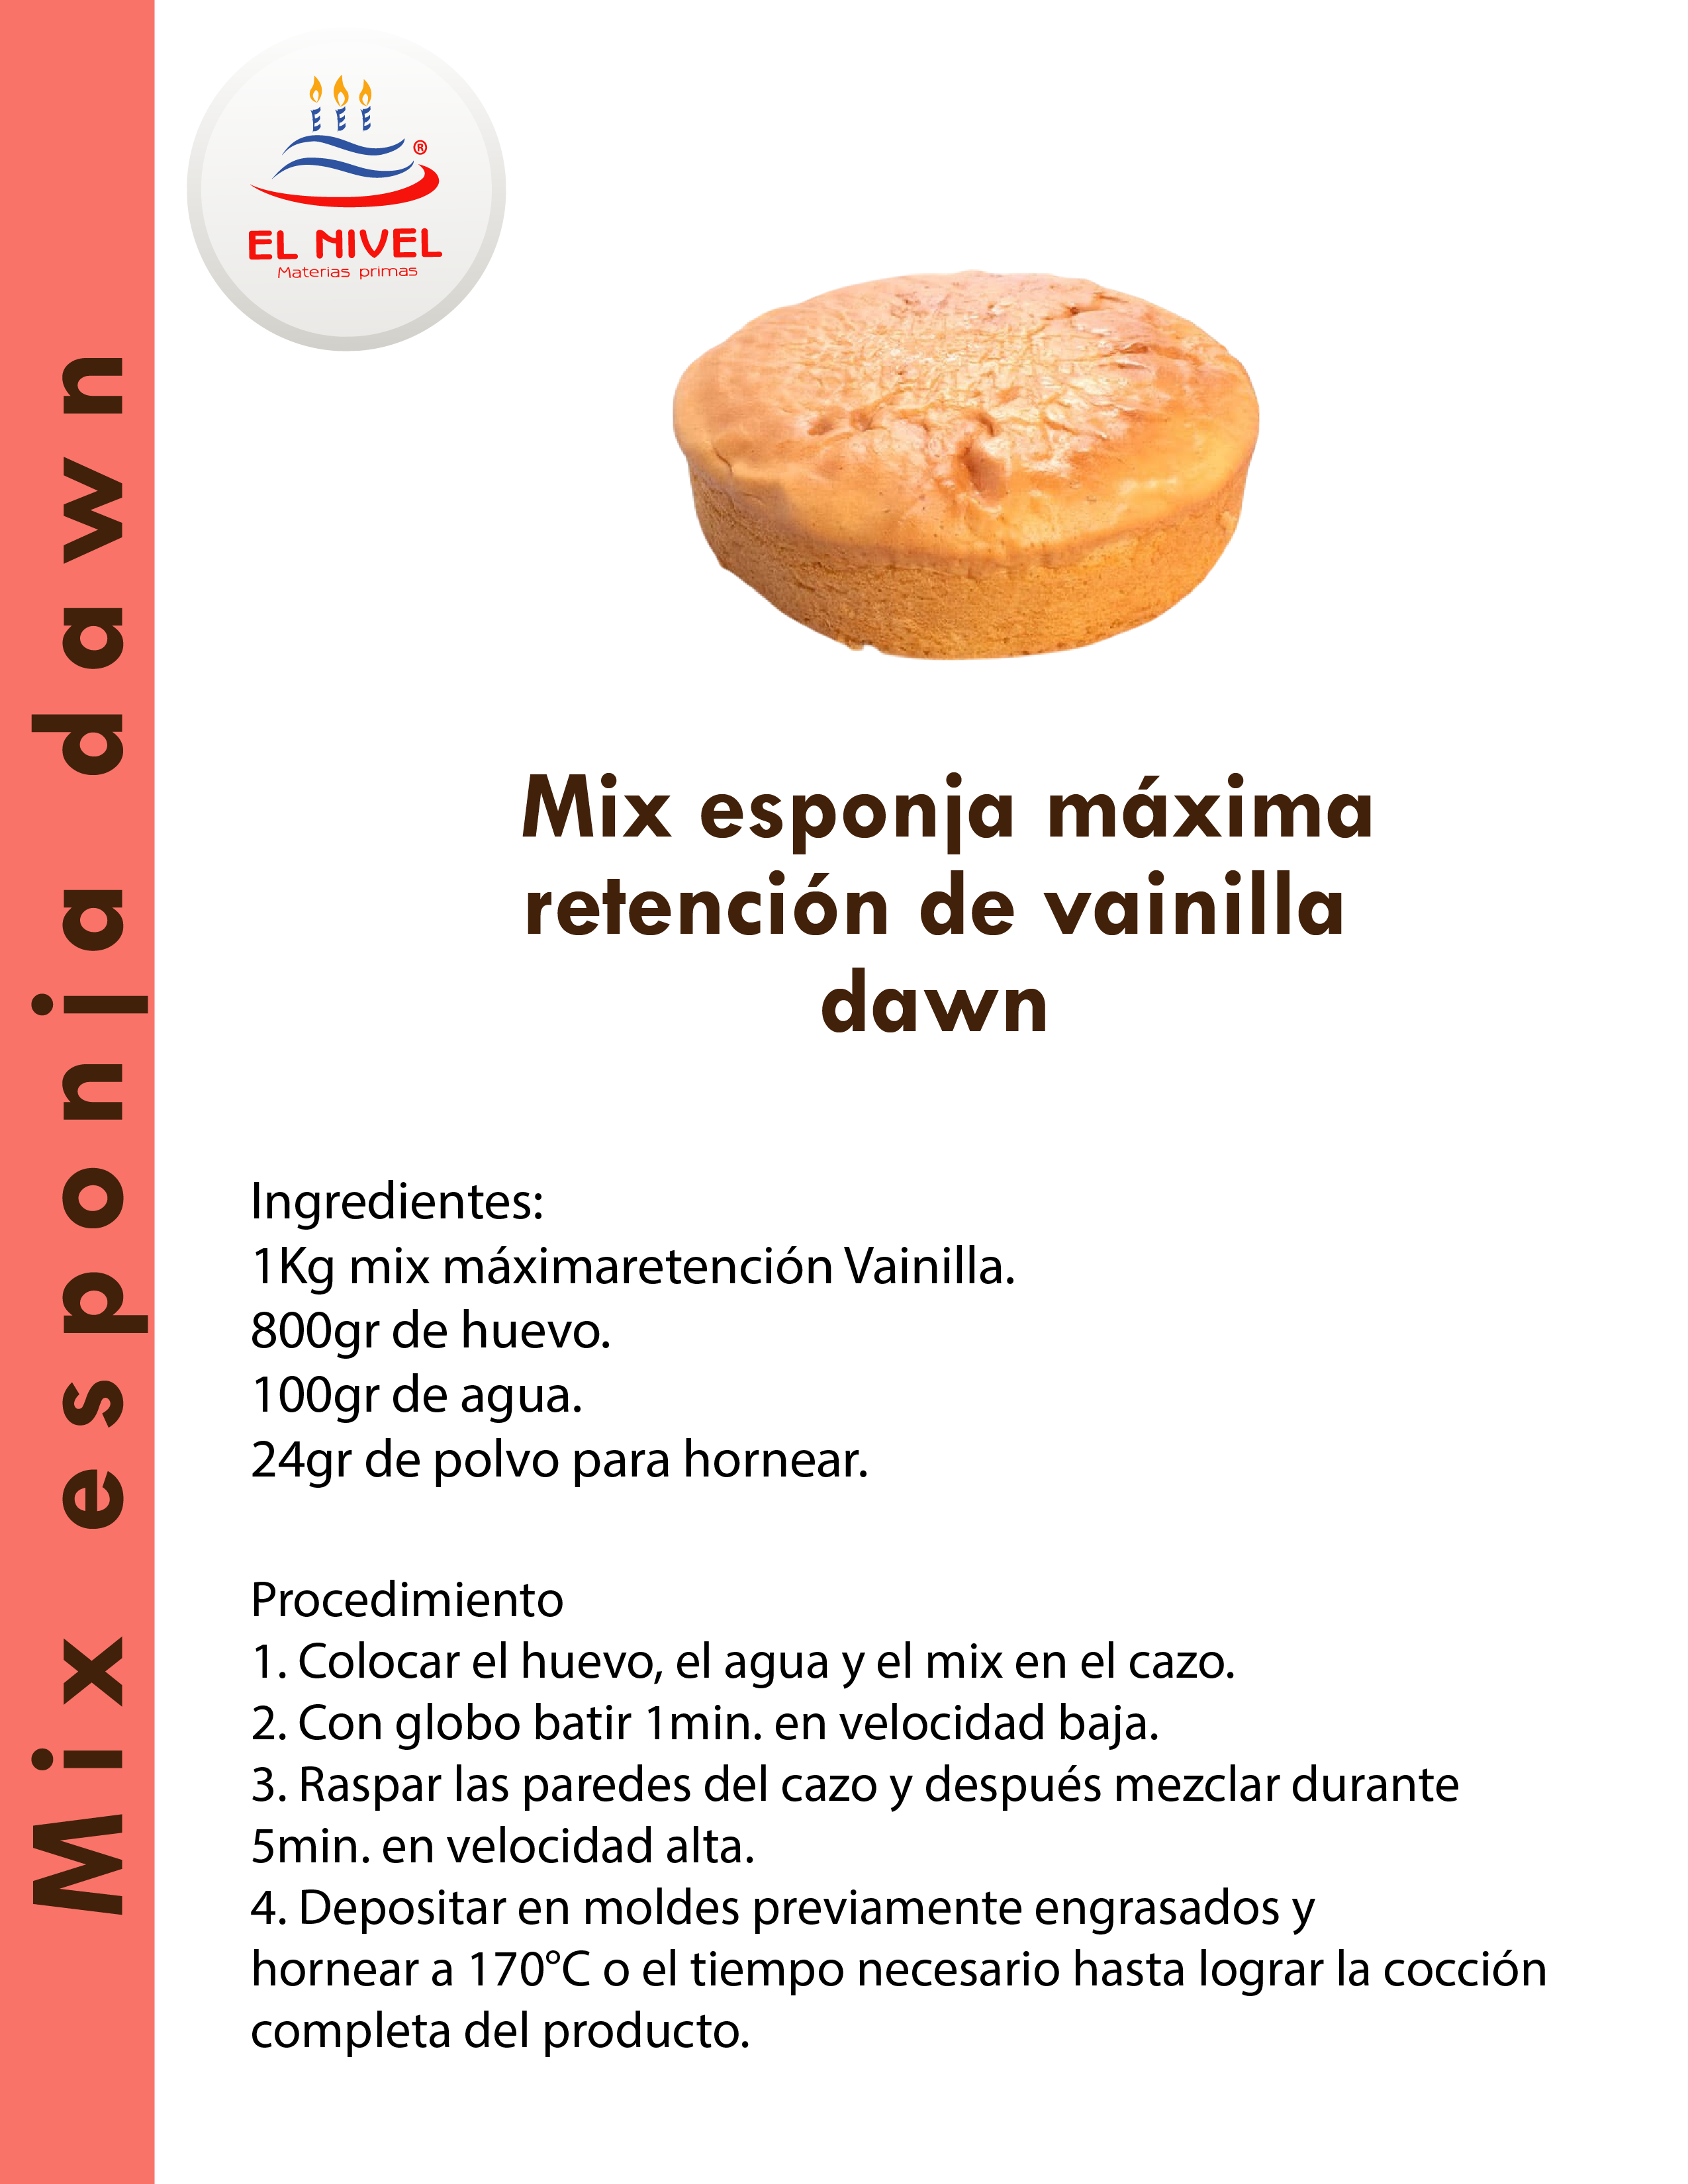 Mix esponja dawn
®
EL NIVEL
Materias primas
Mix esponja máxima
retención de vainilla
dawn
Ingredientes:
1Kg mix máximaretención Vainilla.
800gr de huevo.
100gr de agua.
24gr de polvo para hornear.
Procedimiento
1. Colocar el huevo, el agua y el mix en el cazo.
2. Con globo batir 1min. en velocidad baja.
3. Raspar las paredes del cazo y después mezclar durante
5min. en velocidad alta.
4. Depositar en moldes previamente engrasados y
hornear a 170°C o el tiempo necesario hasta lograr la cocción
completa del producto.